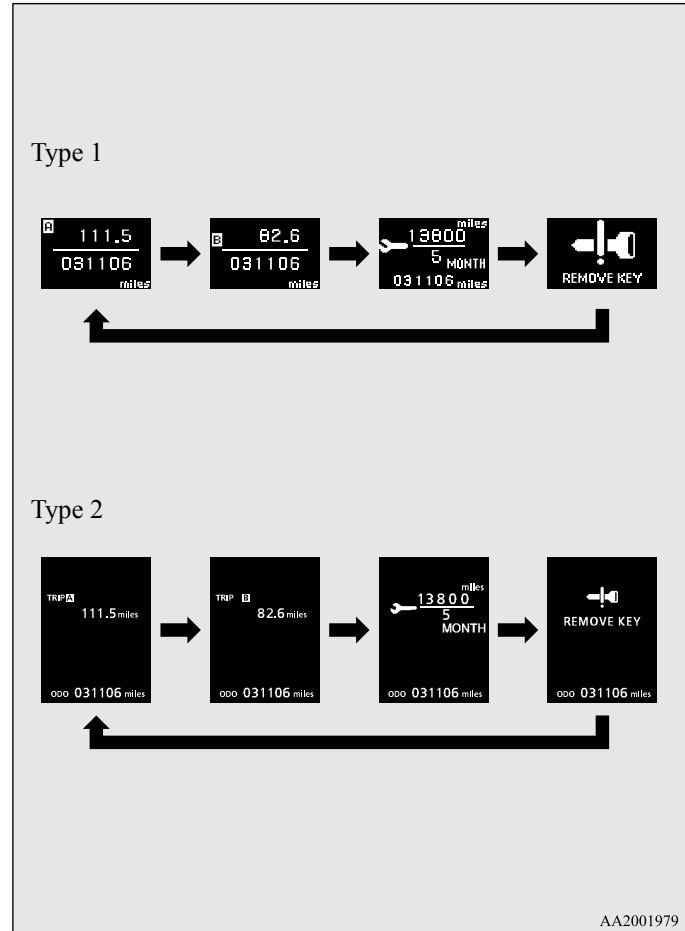 Type 1
A 111.5
031106
miles
B 82.6
031106
miles
miles
13800
5 MONTH
031106 miles
REMOVE KEY
Type 2
TRIP A
111.5 miles
ODO 031106 miles
TRIP B
82.6 miles
ODO 031106 miles
miles
13800
5
MONTH
ODO 031106 miles
REMOVE KEY
ODO 031106 miles
AA2001979